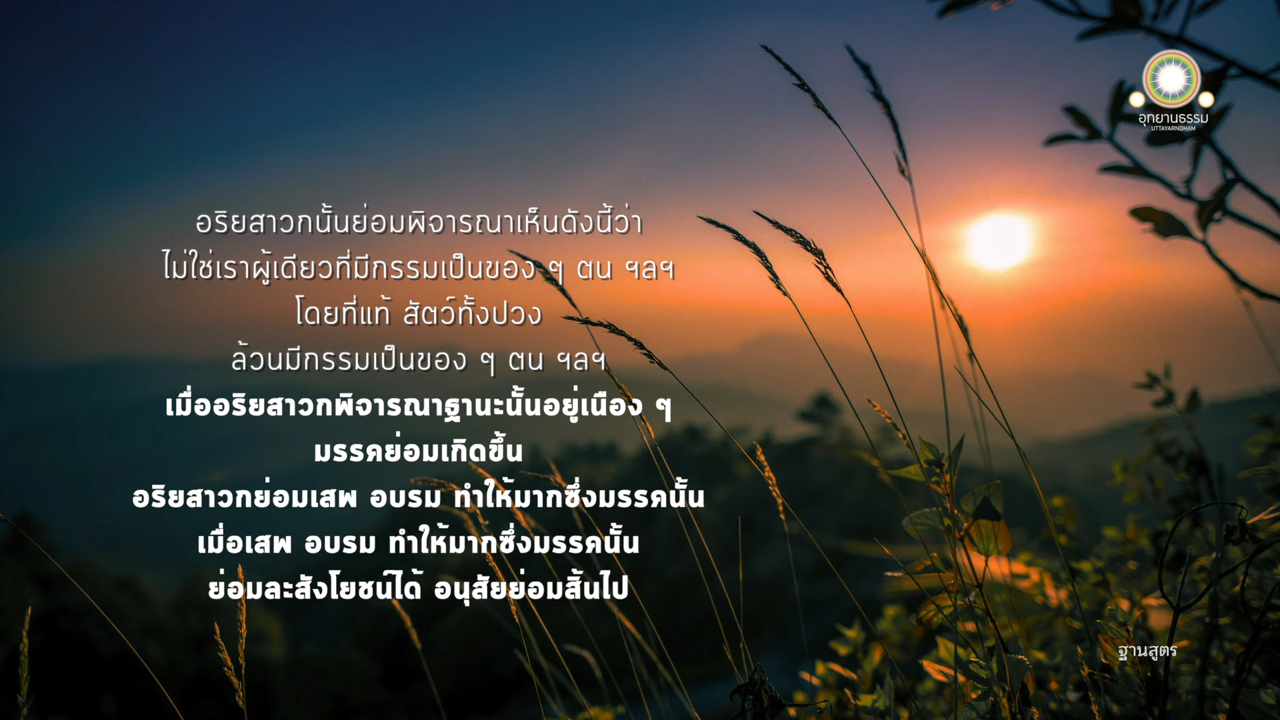 อุทยานธรรม
UTTAYARNDHAM
อริยสาวกนั้นย่อมพิจารณาเห็นดังนี้ว่า
ไม่ใช่เราผู้เดียวที่มีกรรมเป็นของ ๆ ตน ฯลฯ
โดยที่แท้ สัตว์ทั้งปวง
ล้วนมีกรรมเป็นของ ๆ ตน ฯลฯ
เมื่ออริยสาวกพิจารณาฐานะนั้นอยู่เนือง ๆ
มรรคย่อมเกิดขึ้น
อริยสาวกย่อมเสพ อบรม ทำให้มากซึ่งมรรคนั้น
เมื่อเสพ อบรม ทำให้มากซึ่งมรรคนั้น
ย่อมละสังโยชน์ได้ อนุสัยย่อมสิ้นไป
ฐานสูตร